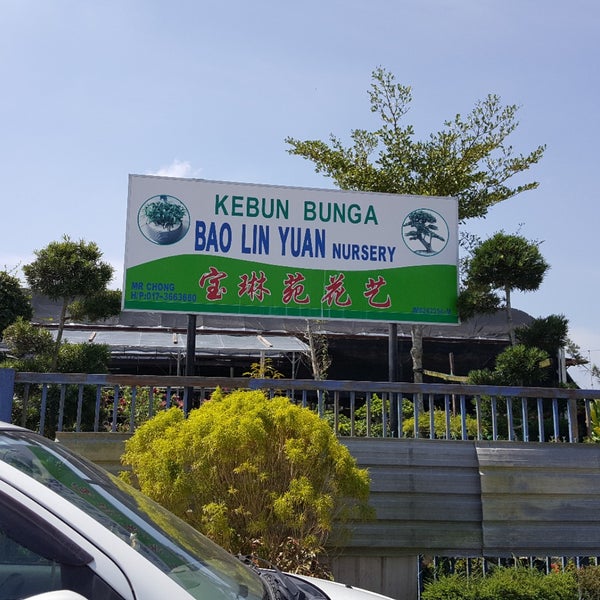 KEBUN BUNGA
BAO LIN YUAN NURSERY
MR CHONG
H/P:017-3663680
宝琳苑花艺